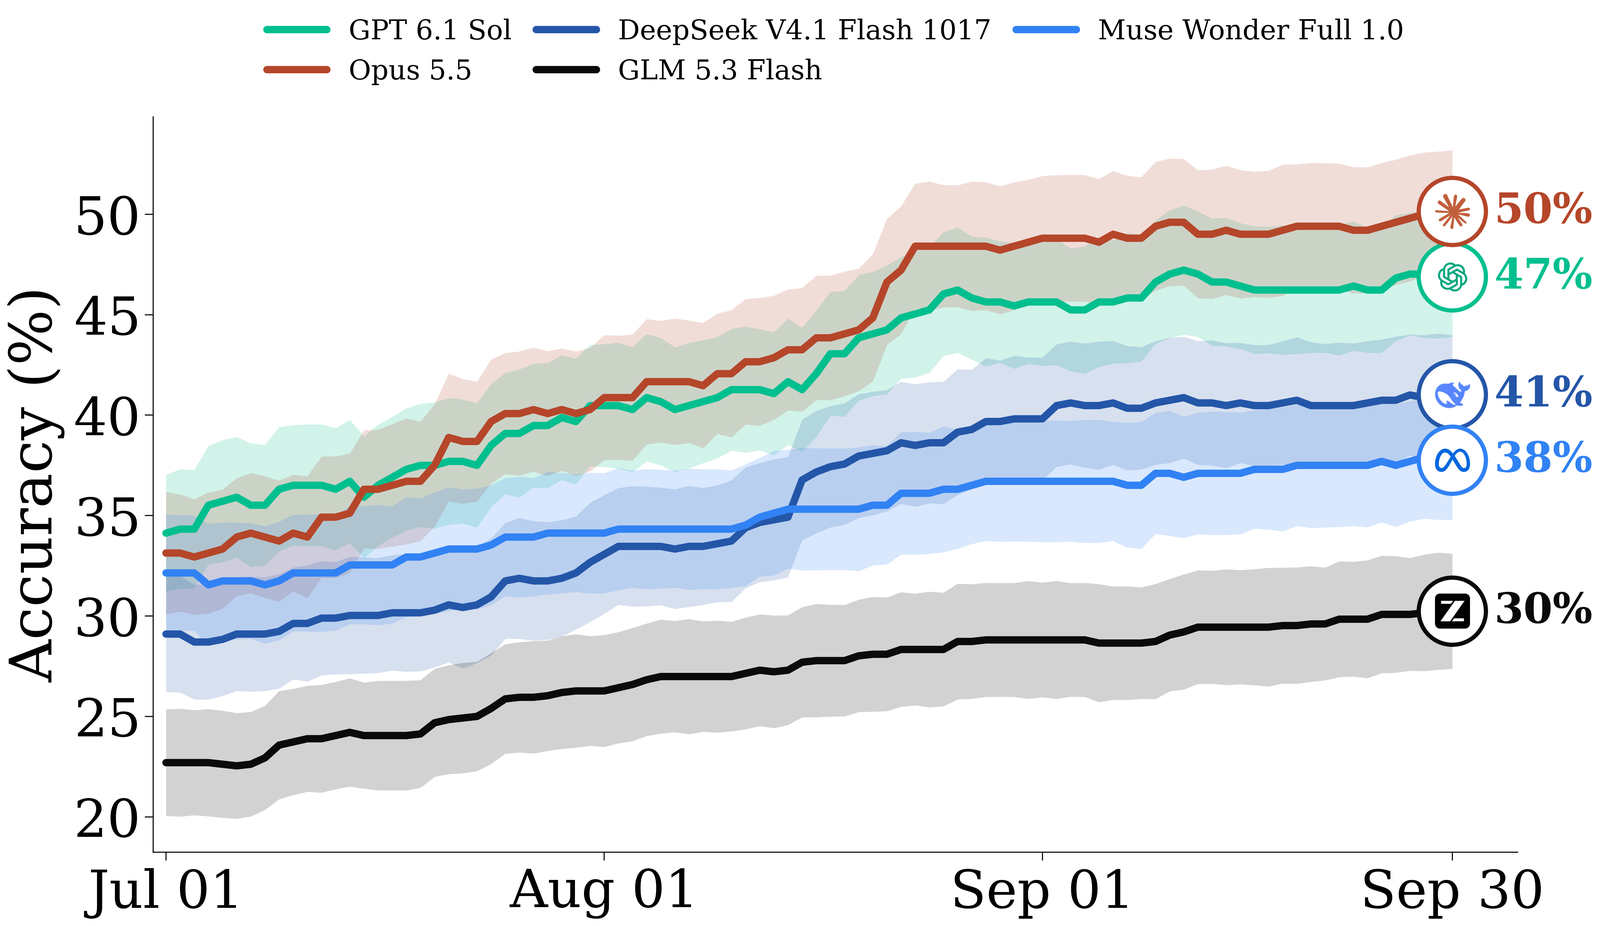 GPT 6.1 Sol
DeepSeek V4.1 Flash 1017
Muse Wonder Full 1.0
Opus 5.5
GLM 5.3 Flash
Accuracy (%)
50
45
40
35
30
25
20
50%
47%
41%
38%
30%
Jul 01
Aug 01
Sep 01
Sep 30